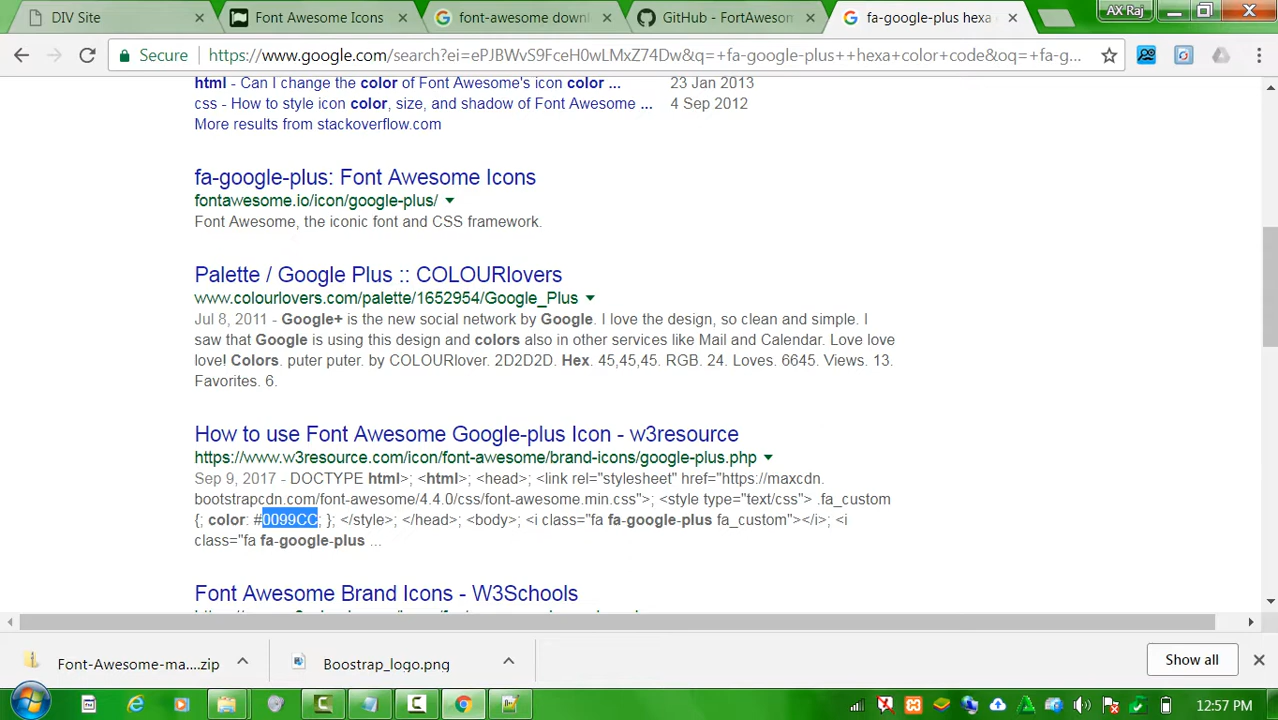 DIV Site
Font Awesome Icons
font-awesome downl
GitHub - FortAwesom
fa-google-plus hexa
AX Raj
Secure
https://www.google.com/search?ei=ePJBWvS9FceH0wLMxZ74Dw&q=+fa-google-plus++hexa+color+code&oq=+fa-g...
html - Can I change the color of Font Awesome's icon color ... 23 Jan 2013
css - How to style icon color, size, and shadow of Font Awesome ... 4 Sep 2012
More results from stackoverflow.com
fa-google-plus: Font Awesome Icons
fontawesome.io/icon/google-plus/
Font Awesome, the iconic font and CSS framework.
Palette / Google Plus :: COLOURlovers
www.colourlovers.com/palette/1652954/Google_Plus
Jul 8, 2011 - Google+ is the new social network by Google. I love the design, so clean and simple. I
saw that Google is using this design and colors also in other services like Mail and Calendar. Love love
love! Colors. puter puter. by COLOURlover. 2D2D2D. Hex. 45,45,45. RGB. 24. Loves. 6645. Views. 13.
Favorites. 6.
How to use Font Awesome Google-plus Icon - w3resource
https://www.w3resource.com/icon/font-awesome/brand-icons/google-plus.php
Sep 9, 2017 - DOCTYPE html>; <html>; <head>; <link rel="stylesheet" href="https://maxcdn.
bootstrapcdn.com/font-awesome/4.4.0/css/font-awesome.min.css">; <style type="text/css"> .fa_custom
{; color: #0099CC; }; </style>; </head>; <body>; <i class="fa fa-google-plus fa_custom"></i>; <i
class="fa fa-google-plus ...
Font Awesome Brand Icons - W3Schools
Font-Awesome-ma....zip
Boostrap_logo.png
Show all
12:57 PM